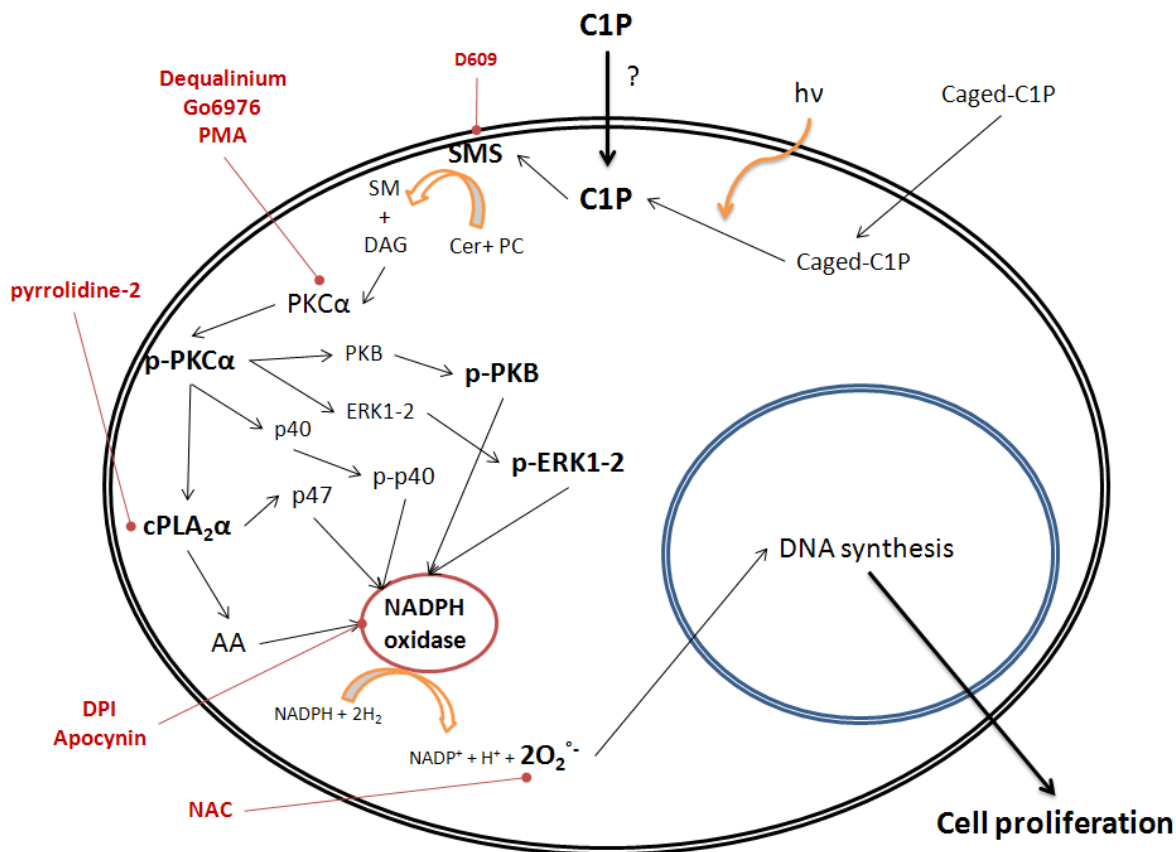 C1P
D609
?
Dequalinium
Go6976
PMA
hν
Caged-C1P
SMS
SM
+
DAG
Cer+ PC
C1P
Caged-C1P
pyrrolidine-2
PKCα
p-PKCα
PKB
p-PKB
ERK1-2
p40
p-ERK1-2
p-p40
p47
cPLA₂α
DNA synthesis
NADPH
oxidase
AA
DPI
Apocynin
NADPH + 2H₂
NADP⁺ + H⁺ + 2O₂°⁻
NAC
Cell proliferation